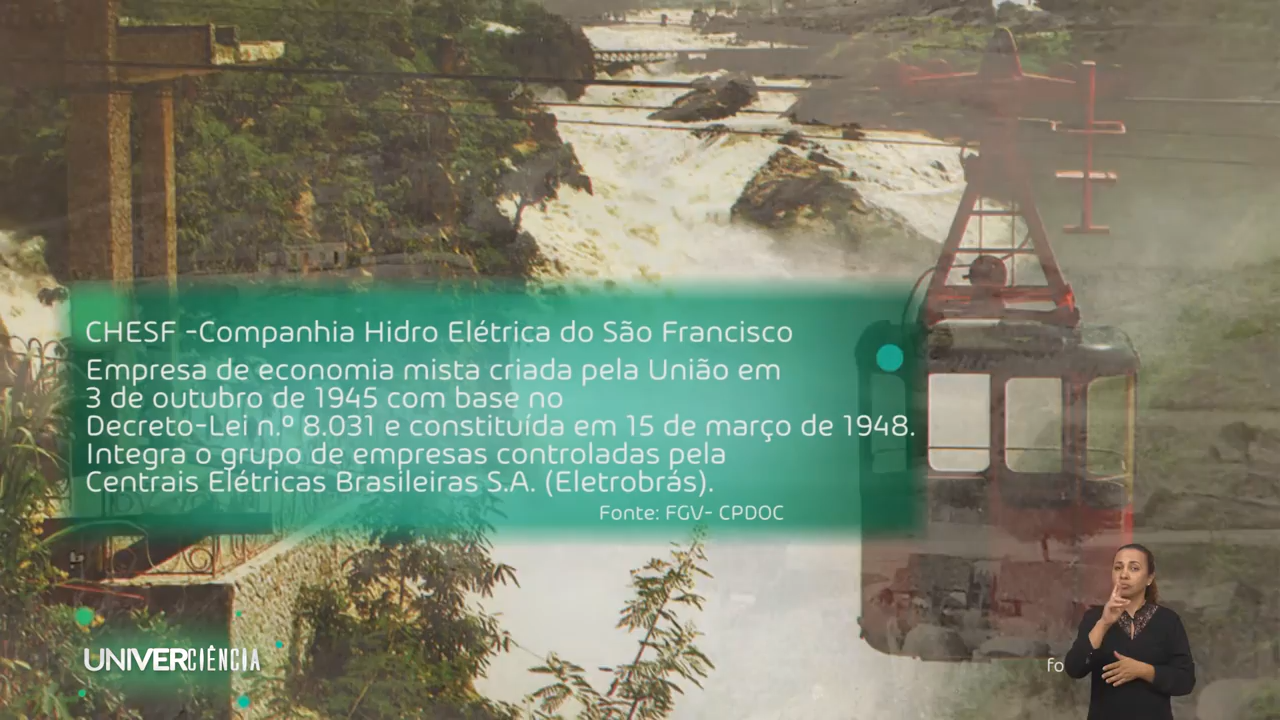 CHESF -Companhia Hidro Elétrica do São Francisco
Empresa de economia mista criada pela União em
3 de outubro de 1945 com base no
Decreto-Lei n.º 8.031 e constituída em 15 de março de 1948.
Integra o grupo de empresas controladas pela
Centrais Elétricas Brasileiras S.A. (Eletrobrás).
Fonte: FGV- CPDOC
UNIVERCIÊNCIA